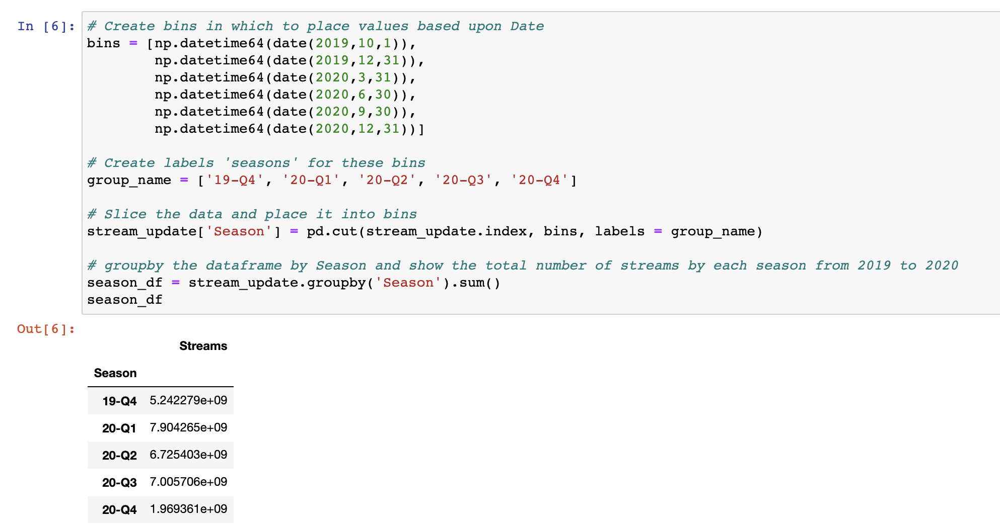 In [6]:
# Create bins in which to place values based upon Date
bins = [np.datetime64(date(2019,10,1)),
        np.datetime64(date(2019,12,31)),
        np.datetime64(date(2020,3,31)),
        np.datetime64(date(2020,6,30)),
        np.datetime64(date(2020,9,30)),
        np.datetime64(date(2020,12,31))]

# Create labels 'seasons' for these bins
group_name = ['19-Q4', '20-Q1', '20-Q2', '20-Q3', '20-Q4']

# Slice the data and place it into bins
stream_update['Season'] = pd.cut(stream_update.index, bins, labels = group_name)

# groupby the dataframe by Season and show the total number of streams by each season from 2019 to 2020
season_df = stream_update.groupby('Season').sum()
season_df
Out[6]:
Streams
Season
19-Q4 5.242279e+09
20-Q1 7.904265e+09
20-Q2 6.725403e+09
20-Q3 7.005706e+09
20-Q4 1.969361e+09